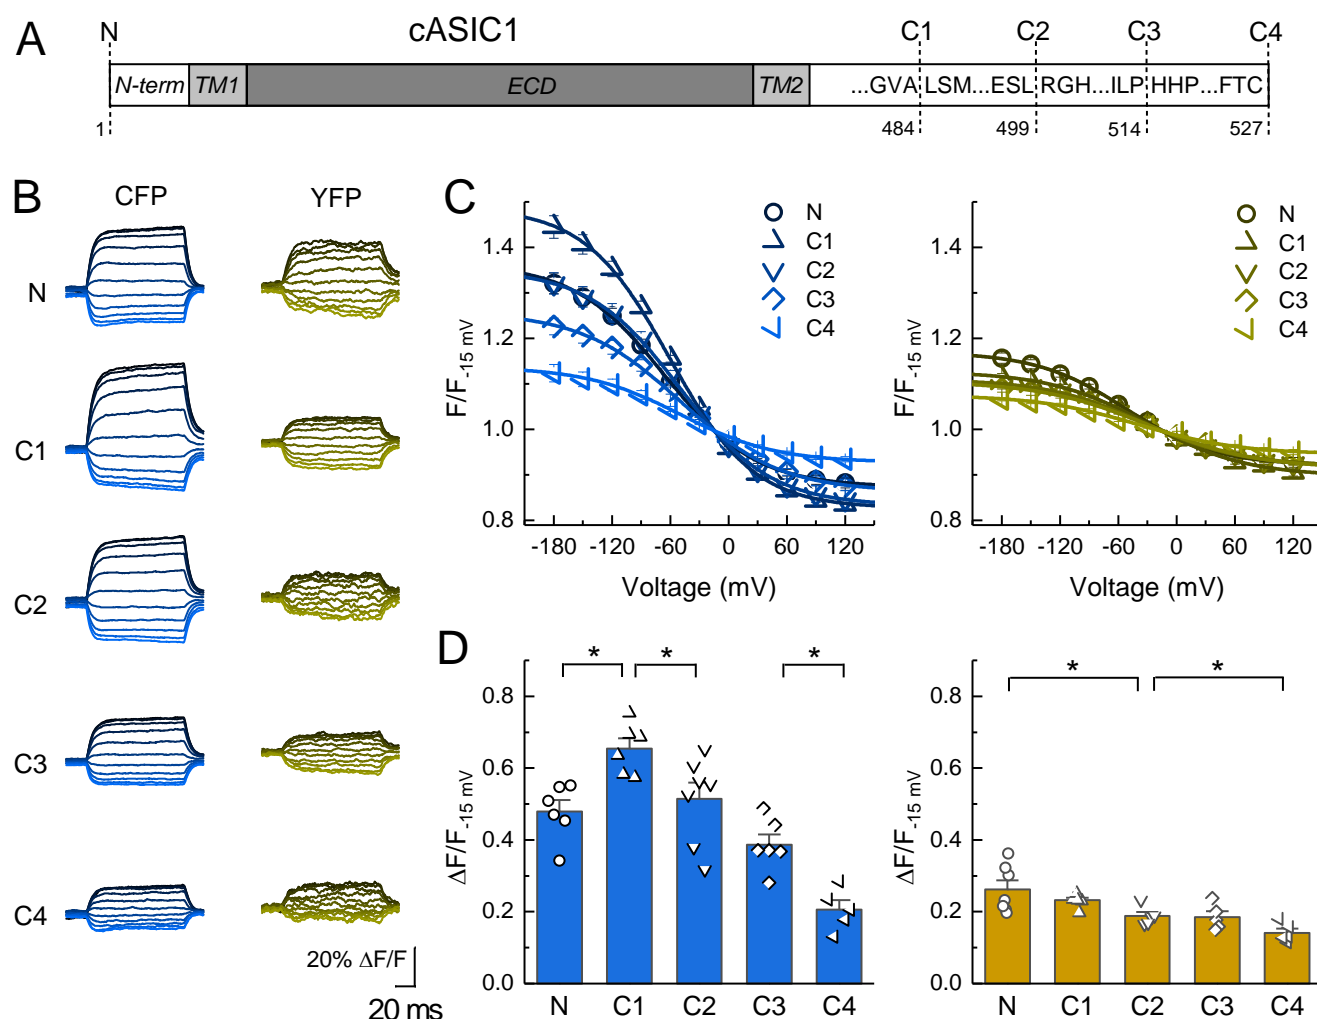 A
cASIC1
N C1 C2 C3 C4
N-term TM1 ECD TM2 ...GVA LSM...ESL RGH...ILP HHP...FTC
1 484 499 514 527
B
CFP YFP
N
C1
C2
C3
C4
20% ΔF/F
20 ms
C
F/F-15 mV
1.4
1.2
1.0
0.8
-180 -120 -60 0 60 120
Voltage (mV)
N
C1
C2
C3
C4
F/F-15 mV
1.4
1.2
1.0
0.8
-180 -120 -60 0 60 120
Voltage (mV)
N
C1
C2
C3
C4
D
ΔF/F-15 mV
0.8
0.6
0.4
0.2
0.0
* * *
N C1 C2 C3 C4
ΔF/F-15 mV
0.8
0.6
0.4
0.2
0.0
* *
N C1 C2 C3 C4